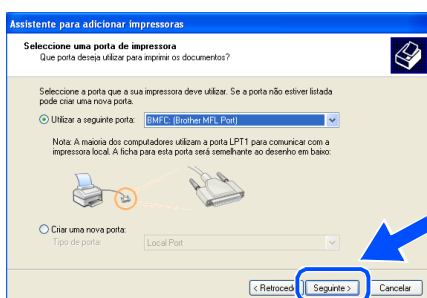 Assistente para adicionar impressoras
Seleccione uma porta de impressora
Que porta deseja utilizar para imprimir os documentos?
Seleccione a porta que a sua impressora deve utilizar. Se a porta não estiver listada
pode criar uma nova porta.
Utilizar a seguinte porta: BMFC: (Brother MFL Port)
Nota: A maioria dos computadores utilizam a porta LPT1 para comunicar com a
impressora local. A ficha para esta porta será semelhante ao desenho em baixo:
Criar uma nova porta:
Tipo de porta: Local Port
< Retroceder Seguinte > Cancelar